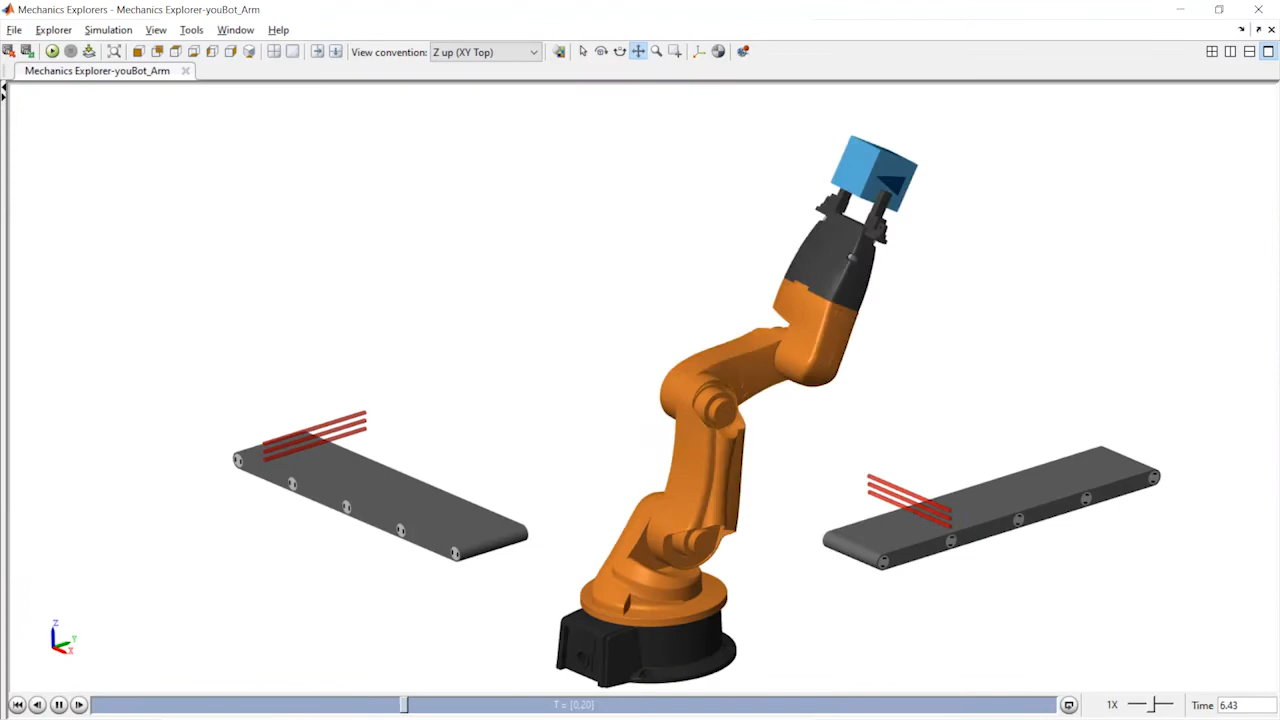 Mechanics Explorers - Mechanics Explorer-youBot_Arm
File Explorer Simulation View Tools Window Help
View convention: Z up (XY Top)
Mechanics Explorer-youBot_Arm
Z
Y
X
T = [0,20]
1X
Time 6.43